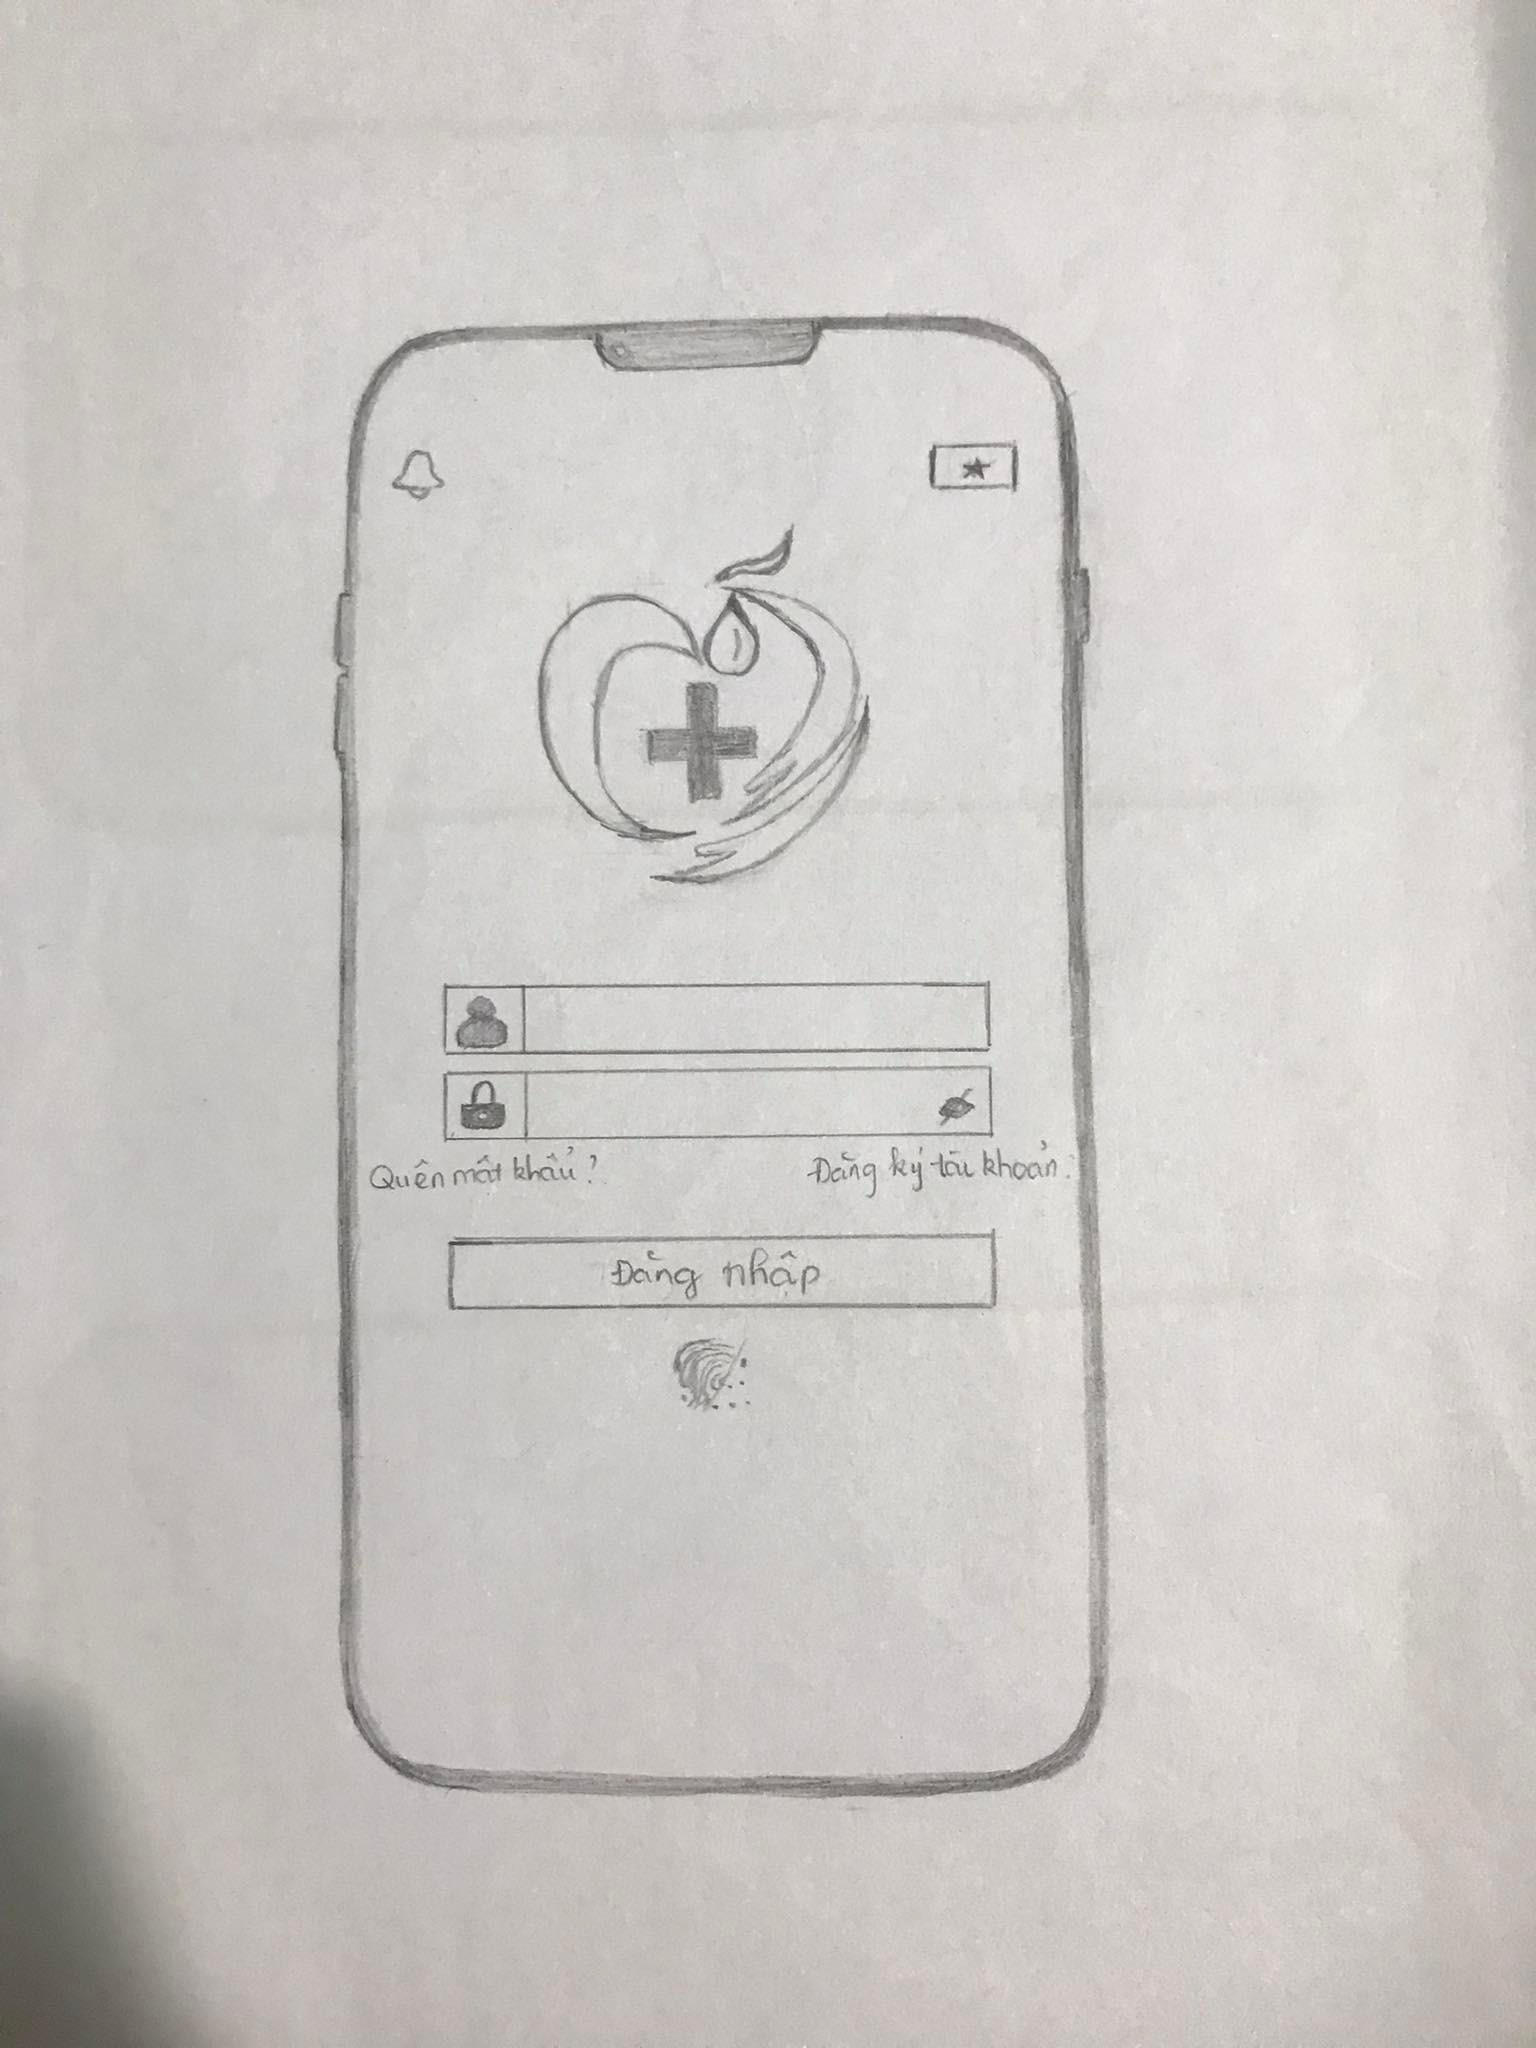 Quên mật khẩu?
Đăng ký tài khoản.
Đăng nhập